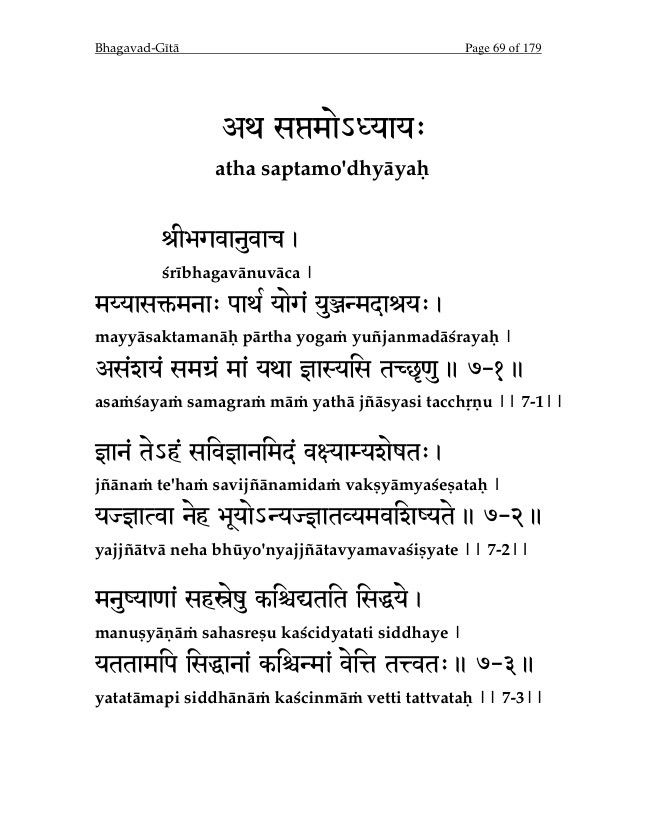 Bhagavad-Gītā Page 69 of 179
अथ सप्तमोऽध्यायः
atha saptamo'dhyāyaḥ
श्रीभगवानुवाच ।
śrībhagavānuvāca |
मय्यासक्तमनाः पार्थ योगं युञ्जन्मदाश्रयः ।
mayyāsaktamanāḥ pārtha yogaṁ yuñjanmadāśrayaḥ |
असंशयं समग्रं मां यथा ज्ञास्यसि तच्छृणु ॥ ७-१॥
asaṁśayaṁ samagraṁ māṁ yathā jñāsyasi tacchṛṇu || 7-1||
ज्ञानं तेऽहं सविज्ञानमिदं वक्ष्याम्यशेषतः ।
jñānaṁ te'haṁ savijñānamidaṁ vakṣyāmyaśeṣataḥ |
यज्ज्ञात्वा नेह भूयोऽन्यज्ज्ञातव्यमवशिष्यते ॥ ७-२॥
yajjñātvā neha bhūyo'nyajjñātavyamavaśiṣyate || 7-2||
मनुष्याणां सहस्रेषु कश्चिद्यतति सिद्धये ।
manuṣyāṇāṁ sahasreṣu kaścidyatati siddhaye |
यततामपि सिद्धानां कश्चिन्मां वेत्ति तत्त्वतः ॥ ७-३॥
yatatāmapi siddhānāṁ kaścinmāṁ vetti tattvataḥ || 7-3||